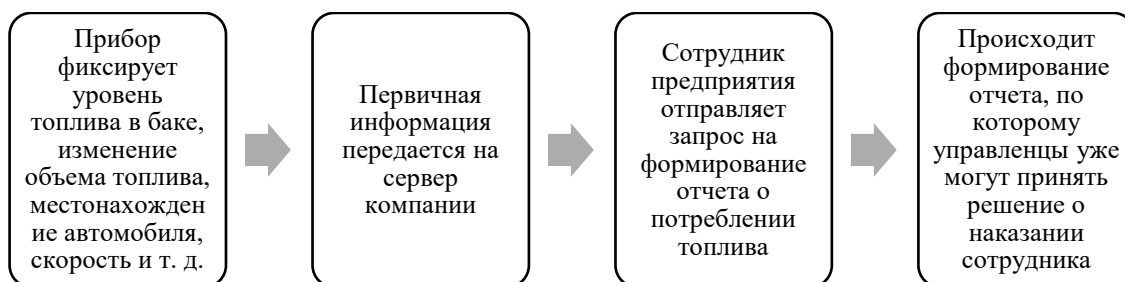 Прибор
фиксирует
уровень
топлива в баке,
изменение
объема топлива,
местонахожден
ие автомобиля,
скорость и т. д.
Первичная
информация
передается на
сервер
компании
Сотрудник
предприятия
отправляет
запрос на
формирование
отчета о
потреблении
топлива
Происходит
формирование
отчета, по
которому
управленцы уже
могут принять
решение о
наказании
сотрудника